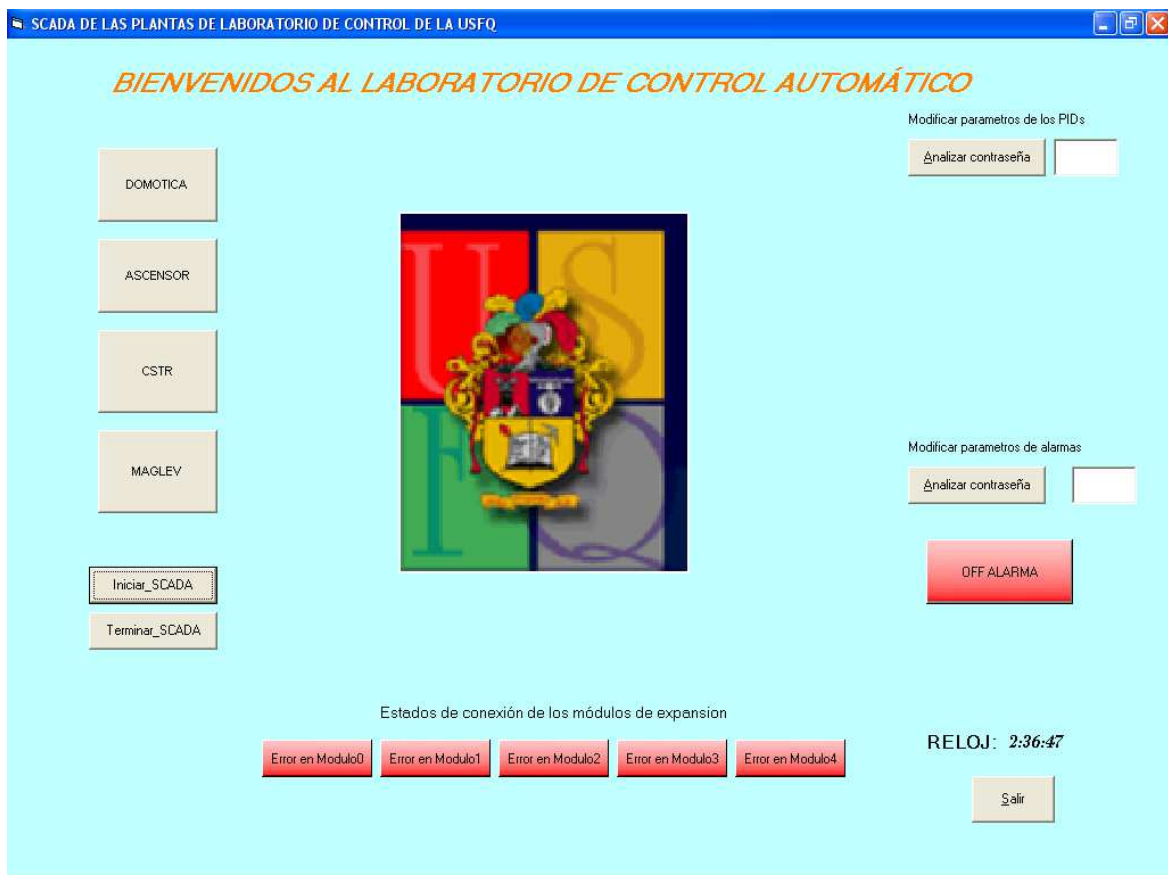 SCADA DE LAS PLANTAS DE LABORATORIO DE CONTROL DE LA USFQ
BIENVENIDOS AL LABORATORIO DE CONTROL AUTOMÁTICO
Modificar parametros de los PIDs
Analizar contraseña
DOMOTICA
ASCENSOR
CSTR
MAGLEV
U S
F Q
Modificar parametros de alarmas
Analizar contraseña
OFF ALARMA
Iniciar_SCADA
Terminar_SCADA
Estados de conexión de los módulos de expansion
Error en Modulo0
Error en Modulo1
Error en Modulo2
Error en Modulo3
Error en Modulo4
RELOJ: 2:36:47
Salir